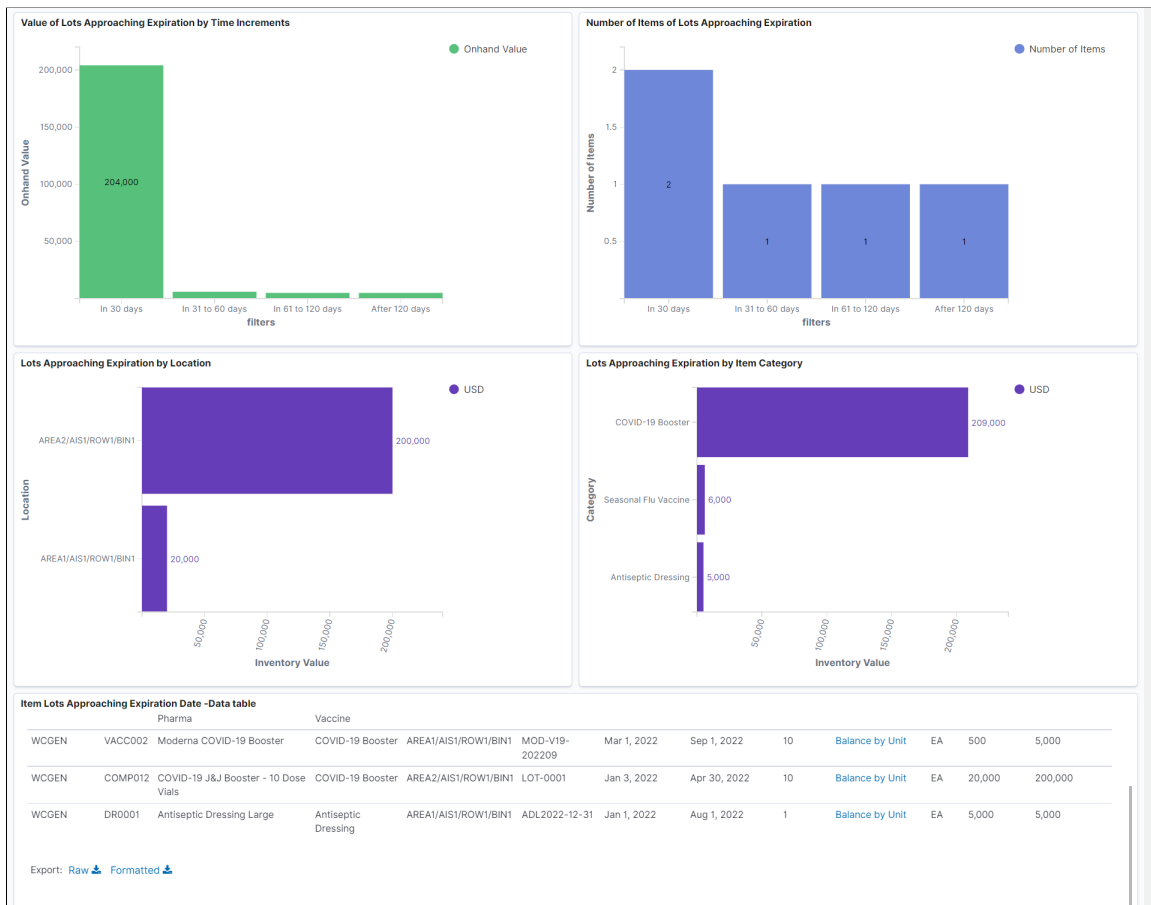 Value of Lots Approaching Expiration by Time Increments
Onhand Value
200,000
150,000
100,000
50,000
Onhand Value
204,000
In 30 days
In 31 to 60 days
In 61 to 120 days
After 120 days
filters
Number of Items of Lots Approaching Expiration
Number of Items
2
1.5
1
0.5
Number of Items
2
1
1
1
In 30 days
In 31 to 60 days
In 61 to 120 days
After 120 days
filters
Lots Approaching Expiration by Location
USD
Location
AREA2/AIS1/ROW1/BIN1
200,000
AREA1/AIS1/ROW1/BIN1
20,000
50,000
100,000
150,000
200,000
Inventory Value
Lots Approaching Expiration by Item Category
USD
Category
COVID-19 Booster
209,000
Seasonal Flu Vaccine
6,000
Antiseptic Dressing
5,000
50,000
100,000
150,000
200,000
Inventory Value
Item Lots Approaching Expiration Date -Data table
Pharma Vaccine
WCGEN VACC002 Moderna COVID-19 Booster COVID-19 Booster AREA1/AIS1/ROW1/BIN1 MOD-V19- Mar 1, 2022 Sep 1, 2022 10 Balance by Unit EA 500 5,000
202209
WCGEN COMP012 COVID-19 J&J Booster - 10 Dose COVID-19 Booster AREA2/AIS1/ROW1/BIN1 LOT-0001 Jan 3, 2022 Apr 30, 2022 10 Balance by Unit EA 20,000 200,000
Vials
WCGEN DR0001 Antiseptic Dressing Large Antiseptic AREA1/AIS1/ROW1/BIN1 ADL2022-12-31 Jan 1, 2022 Aug 1, 2022 1 Balance by Unit EA 5,000 5,000
Dressing
Export: Raw Formatted